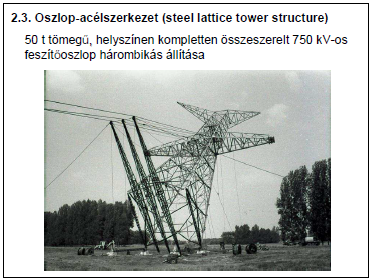 2.3. Oszlop-acélszerkezet (steel lattice tower structure)
50 t tömegű, helyszínen kompletten összeszerelt 750 kV-os
feszítőoszlop hárombikás állítása